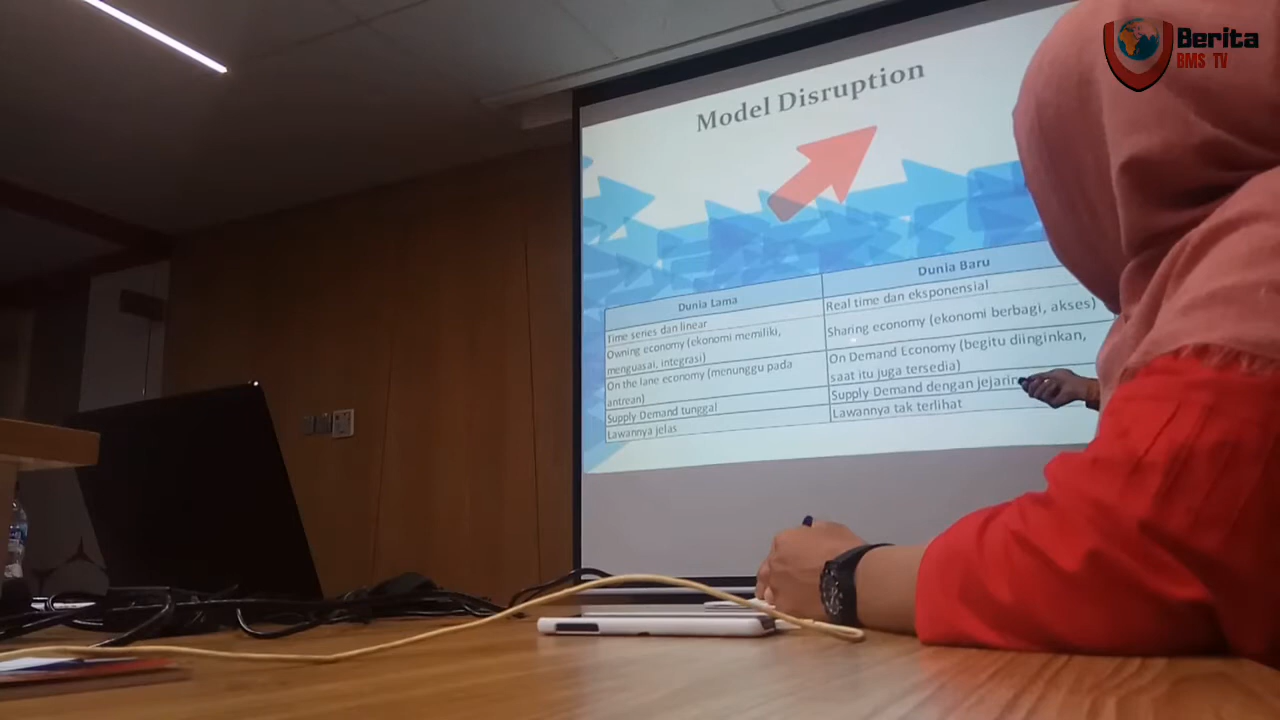 Berita
BMS TV
Model Disruption
Dunia Lama
Dunia Baru
Time series dan linear
Real time dan eksponensial
Owning economy (ekonomi memiliki,
menguasai, integrasi)
Sharing economy (ekonomi berbagi, akses)
On the lane economy (menunggu pada
antrean)
On Demand Economy (begitu diinginkan,
saat itu juga tersedia)
Supply Demand tunggal
Supply Demand dengan
Lawannya jelas
Lawannya tak terlihat